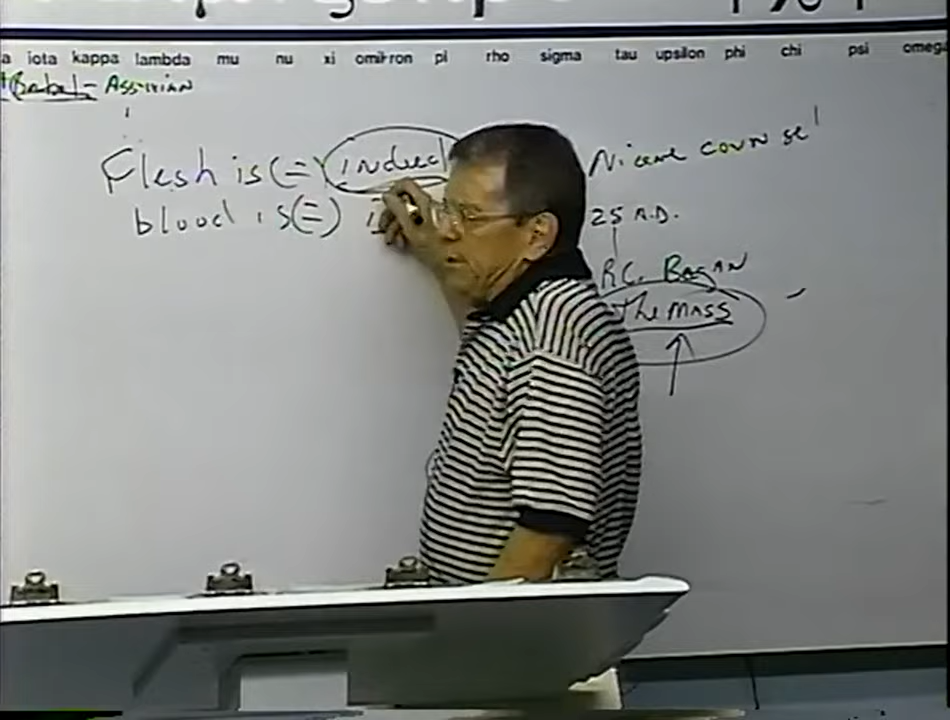 a iota kappa lambda mu nu xi omikron pi rho sigma tau upsilon phi chi psi omega
Babel - Assyrian
Flesh is (=) indeed
blood is (=) i
Nicene counsel
25 A.D.
R.C. Began
The MASS